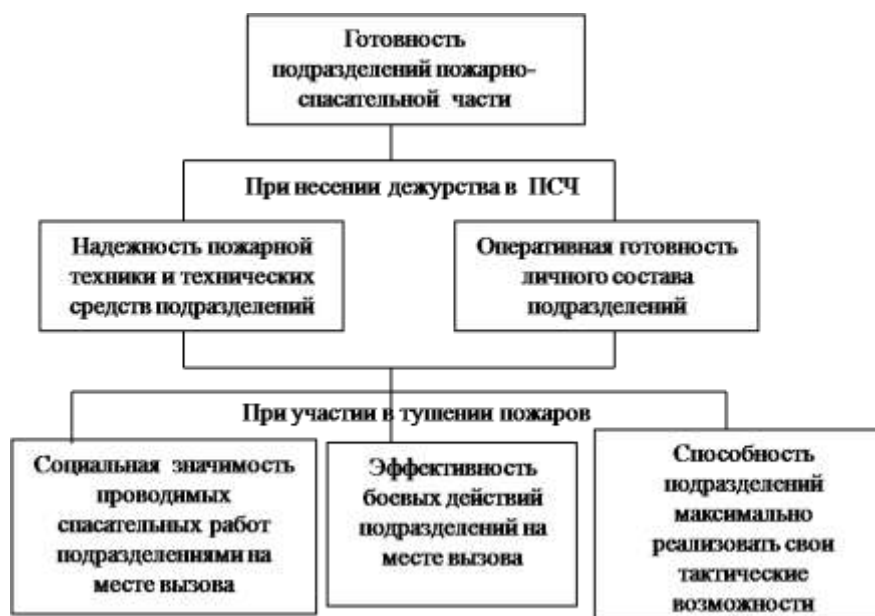 Готовность
подразделений пожарно-
спасательной части
При несении дежурства в ПСЧ
Надежность пожарной
техники и технических
средств подразделений
Оперативная готовность
личного состава
подразделений
При участии в тушении пожаров
Социальная значимость
проводимых
спасательных работ
подразделениями на
месте вызова
Эффективность
боевых действий
подразделений на
месте вызова
Способность
подразделений
максимально
реализовать свои
тактические
возможности